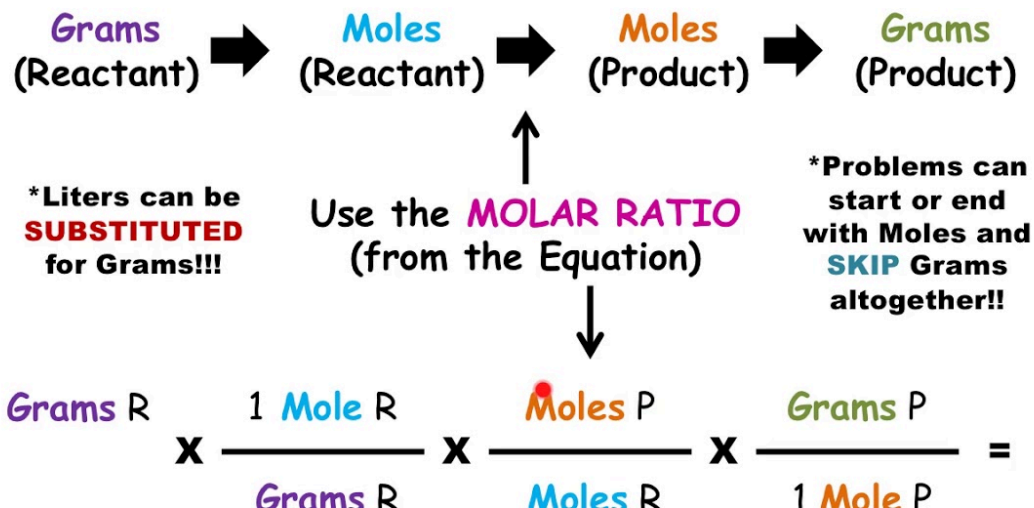 Grams Moles Moles Grams
(Reactant) (Reactant) (Product) (Product)
*Liters can be
SUBSTITUTED
for Grams!!!
Use the MOLAR RATIO
(from the Equation)
*Problems can
start or end
with Moles and
SKIP Grams
altogether!!
Grams R 1 Mole R Moles P Grams P
X X X =
Grams R Moles R 1 Mole P